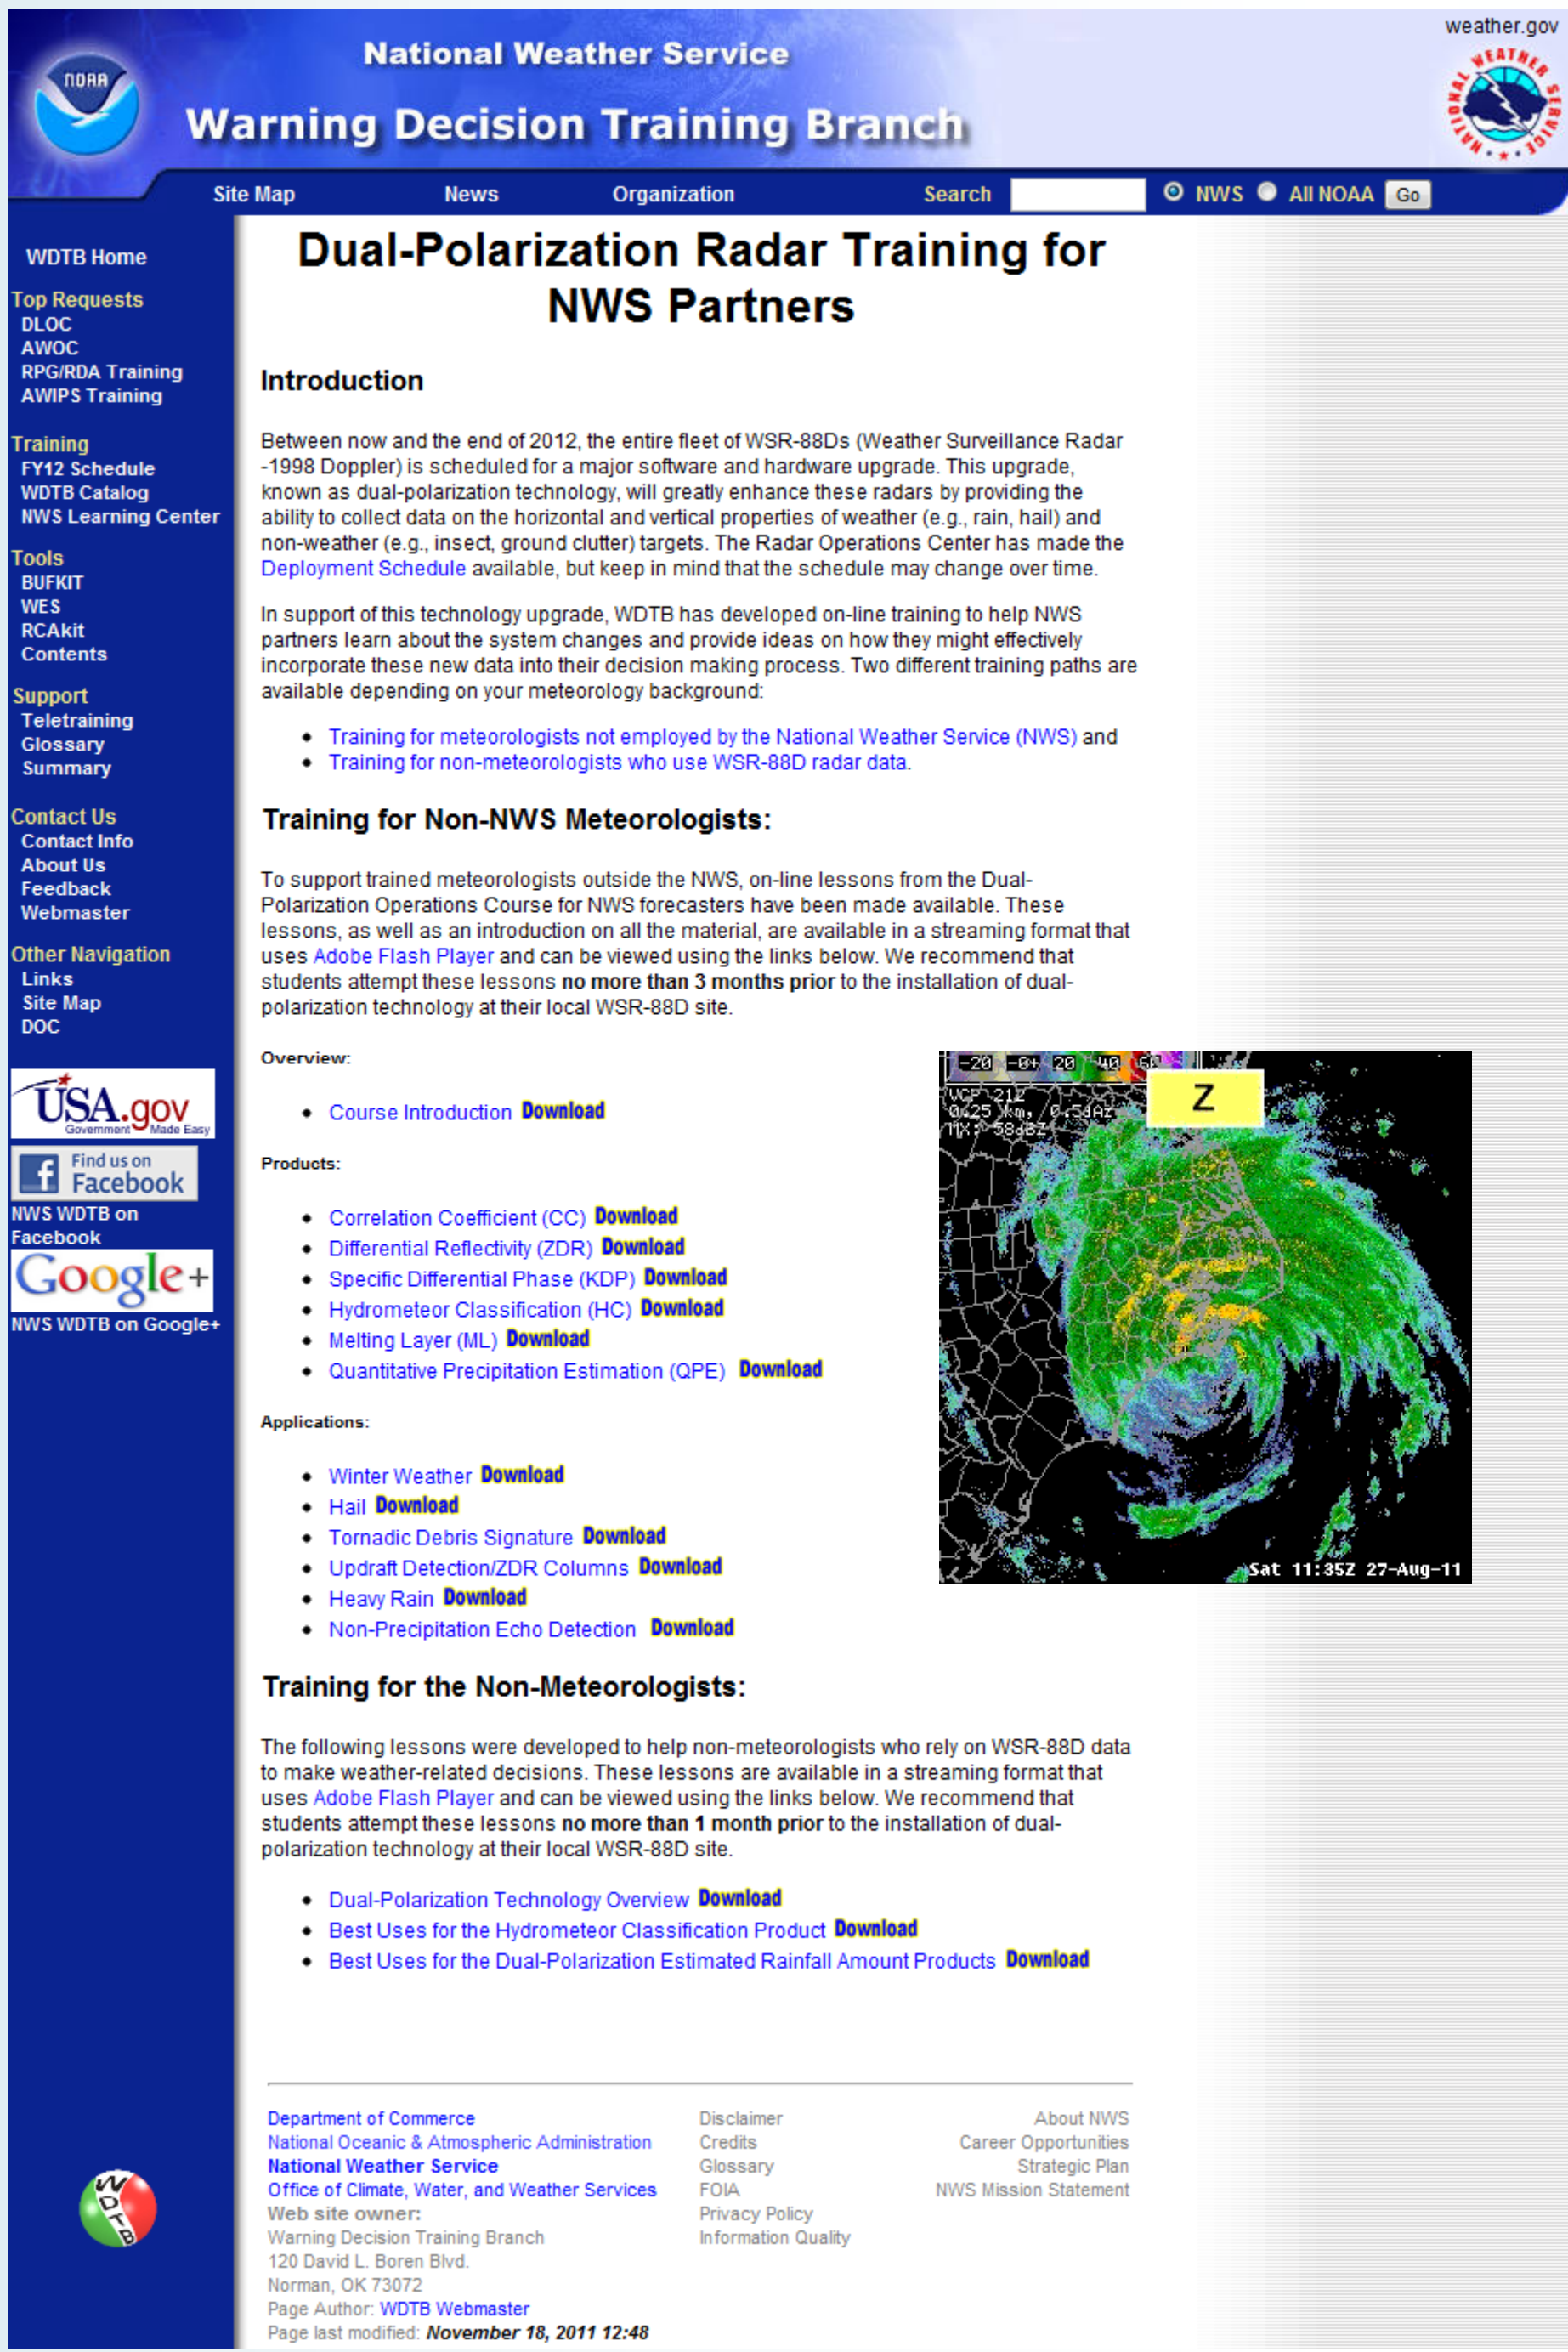 weather.gov
NOAA
National Weather Service
Warning Decision Training Branch
NATIONAL WEATHER SERVICE
Site Map News Organization Search NWS All NOAA Go
WDTB Home
Top Requests
DLOC
AWOC
RPG/RDA Training
AWIPS Training
Training
FY12 Schedule
WDTB Catalog
NWS Learning Center
Tools
BUFKIT
WES
RCAkit
Contents
Support
Teletraining
Glossary
Summary
Contact Us
Contact Info
About Us
Feedback
Webmaster
Other Navigation
Links
Site Map
DOC
USA.gov
Government Made Easy
Find us on
Facebook
NWS WDTB on
Facebook
Google+
NWS WDTB on Google+
WDTB
Dual-Polarization Radar Training for
NWS Partners
Introduction
Between now and the end of 2012, the entire fleet of WSR-88Ds (Weather Surveillance Radar
-1998 Doppler) is scheduled for a major software and hardware upgrade. This upgrade,
known as dual-polarization technology, will greatly enhance these radars by providing the
ability to collect data on the horizontal and vertical properties of weather (e.g., rain, hail) and
non-weather (e.g., insect, ground clutter) targets. The Radar Operations Center has made the
Deployment Schedule available, but keep in mind that the schedule may change over time.
In support of this technology upgrade, WDTB has developed on-line training to help NWS
partners learn about the system changes and provide ideas on how they might effectively
incorporate these new data into their decision making process. Two different training paths are
available depending on your meteorology background:
• Training for meteorologists not employed by the National Weather Service (NWS) and
• Training for non-meteorologists who use WSR-88D radar data.
Training for Non-NWS Meteorologists:
To support trained meteorologists outside the NWS, on-line lessons from the Dual-
Polarization Operations Course for NWS forecasters have been made available. These
lessons, as well as an introduction on all the material, are available in a streaming format that
uses Adobe Flash Player and can be viewed using the links below. We recommend that
students attempt these lessons no more than 3 months prior to the installation of dual-
polarization technology at their local WSR-88D site.
Overview:
• Course Introduction Download
Products:
• Correlation Coefficient (CC) Download
• Differential Reflectivity (ZDR) Download
• Specific Differential Phase (KDP) Download
• Hydrometeor Classification (HC) Download
• Melting Layer (ML) Download
• Quantitative Precipitation Estimation (QPE) Download
Applications:
• Winter Weather Download
• Hail Download
• Tornadic Debris Signature Download
• Updraft Detection/ZDR Columns Download
• Heavy Rain Download
• Non-Precipitation Echo Detection Download
-20 -0+ 20 40
Z
VCP 212
0.25 km, 0.5dAz
MX: 58dBZ
Sat 11:35Z 27-Aug-11
Training for the Non-Meteorologists:
The following lessons were developed to help non-meteorologists who rely on WSR-88D data
to make weather-related decisions. These lessons are available in a streaming format that
uses Adobe Flash Player and can be viewed using the links below. We recommend that
students attempt these lessons no more than 1 month prior to the installation of dual-
polarization technology at their local WSR-88D site.
• Dual-Polarization Technology Overview Download
• Best Uses for the Hydrometeor Classification Product Download
• Best Uses for the Dual-Polarization Estimated Rainfall Amount Products Download
Department of Commerce
National Oceanic & Atmospheric Administration
National Weather Service
Office of Climate, Water, and Weather Services
Web site owner:
Warning Decision Training Branch
120 David L. Boren Blvd.
Norman, OK 73072
Page Author: WDTB Webmaster
Page last modified: November 18, 2011 12:48
Disclaimer
Credits
Glossary
FOIA
Privacy Policy
Information Quality
About NWS
Career Opportunities
Strategic Plan
NWS Mission Statement